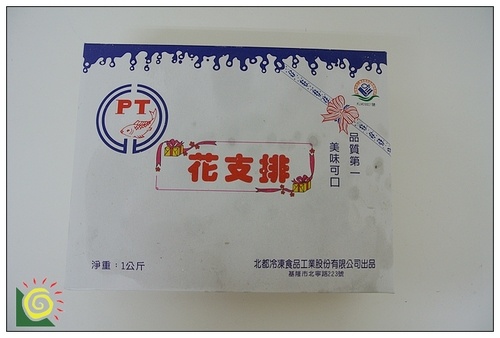 PT
品質第一
美味可口
花支排
淨重：1公斤
北都冷凍食品工業股份有限公司出品
基隆市北寧路223號